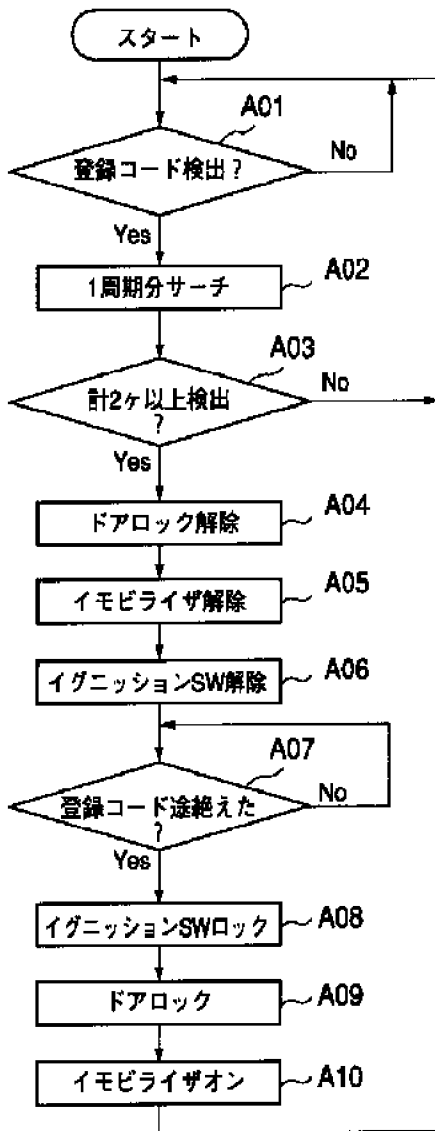 スタート
A01
登録コード検出?
No
Yes
A02
1周期分サーチ
A03
計2ヶ以上検出
?
No
Yes
A04
ドアロック解除
A05
イモビライザ解除
A06
イグニッションSW解除
A07
登録コード途絶えた
?
No
Yes
A08
イグニッションSWロック
A09
ドアロック
A10
イモビライザオン